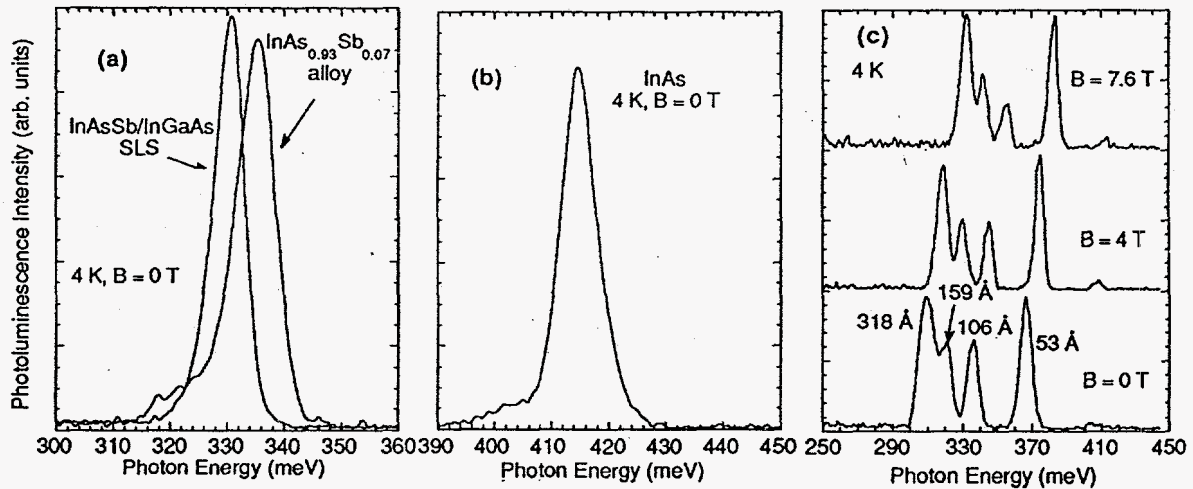 Photoluminescence Intensity (arb. units)
(a)
InAs0.93Sb0.07
alloy
InAsSb/InGaAs
SLS
4 K, B = 0 T
300 310 320 330 340 350 360
Photon Energy (meV)
(b)
InAs
4 K, B = 0 T
390 400 410 420 430 440 450
Photon Energy (meV)
(c)
4 K
B = 7.6 T
B = 4 T
159 Å
318 Å
106 Å
53 Å
B = 0 T
250 290 330 370 410 450
Photon Energy (meV)